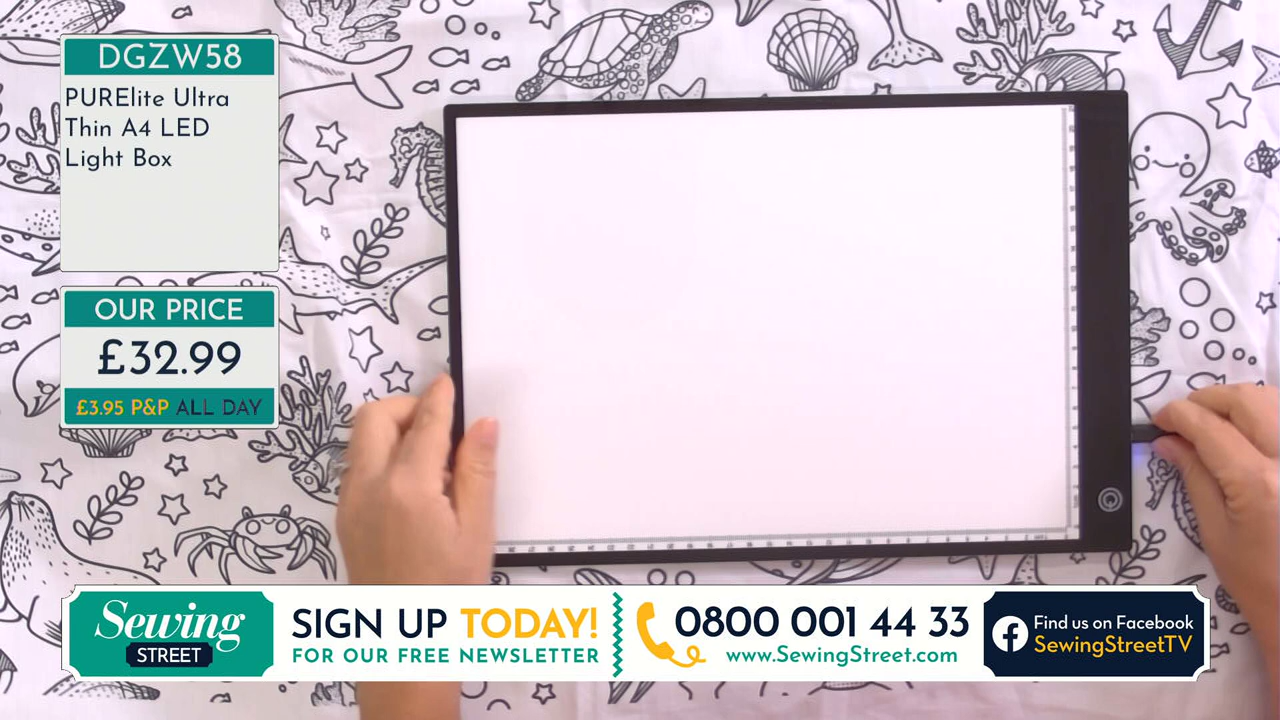 DGZW58
PURElite Ultra
Thin A4 LED
Light Box
OUR PRICE
£32.99
£3.95 P&P ALL DAY
Sewing
STREET
SIGN UP TODAY!
FOR OUR FREE NEWSLETTER
0800 001 44 33
www.SewingStreet.com
Find us on Facebook
SewingStreetTV